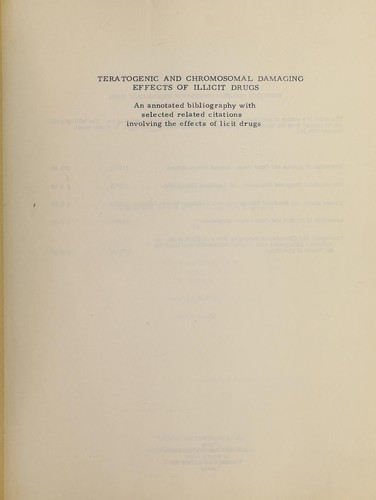 TERATOGENIC AND CHROMOSOMAL DAMAGING
EFFECTS OF ILLICIT DRUGS
An annotated bibliography with
selected related citations
involving the effects of licit drugs